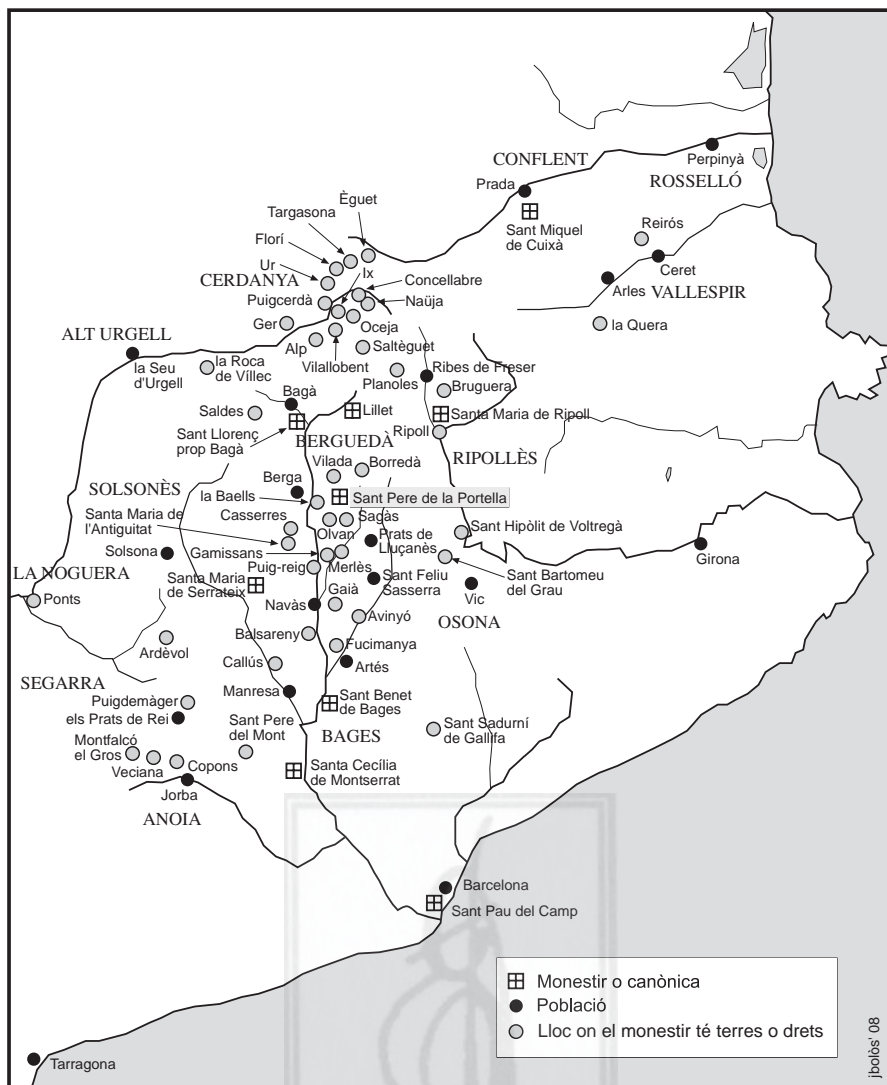 CONFLENT
Perpinyà
ROSSELLÓ
Prada
Sant Miquel
de Cuixà
Reirós
Ceret
Arles
VALLESPIR
la Quera
Èguet
Targasona
Florí
Ur
Ix
Concellabre
CERDANYA
Puigcerdà
Naüja
Ger
Oceja
Alp
Saltèguet
Vilallobent
ALT URGELL
la Seu
d'Urgell
la Roca
de Víllec
Planoles
Ribes de Freser
Bruguera
Bagà
Saldes
Lillet
Santa Maria de Ripoll
Sant Llorenç
prop Bagà
Ripoll
BERGUEDÀ
RIPOLLÈS
Vilada
Borredà
Berga
SOLSONÈS
la Baells
Sant Pere de la Portella
Santa Maria de
l'Antiguitat
Casserres
Sagàs
Olvan
Prats de
Lluçanès
Sant Hipòlit de Voltregà
Solsona
Gamissans
Merlès
Girona
LA NOGUERA
Puig-reig
Santa Maria
de Serrateix
Sant Feliu
Sasserra
Sant Bartomeu
del Grau
Vic
Ponts
Gaià
Navàs
Avinyó
OSONA
Balsareny
Ardèvol
Fucimanya
Callús
Artés
SEGARRA
Manresa
Puigdemàger
els Prats de Rei
Sant Benet
de Bages
Sant Pere
del Mont
BAGES
Sant Sadurní
de Gallifa
Montfalcó
el Gros
Veciana
Copons
Santa Cecília
de Montserrat
Jorba
ANOIA
Barcelona
Sant Pau del Camp
Monestir o canònica
Població
Lloc on el monestir té terres o drets
Tarragona
jbolòs' 08